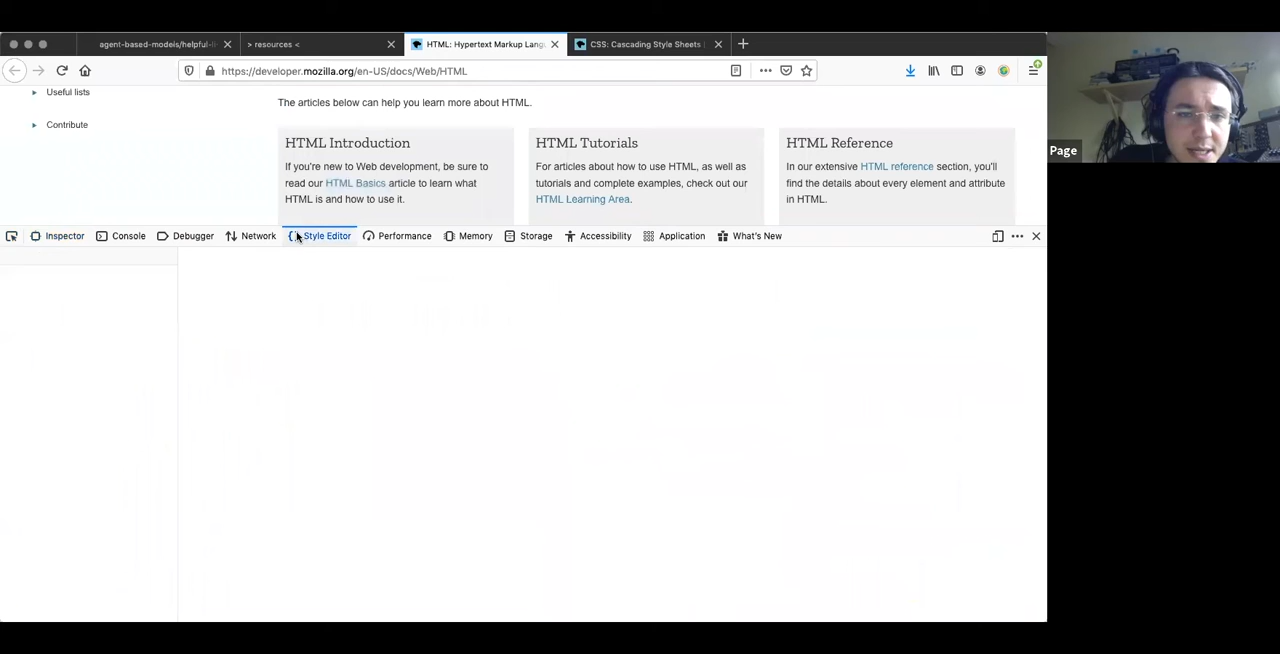 agent-based-models/helpful-li
> resources <
HTML: Hypertext Markup Lang
CSS: Cascading Style Sheets |
https://developer.mozilla.org/en-US/docs/Web/HTML
Useful lists
Contribute
The articles below can help you learn more about HTML.
HTML Introduction
If you're new to Web development, be sure to
read our HTML Basics article to learn what
HTML is and how to use it.
HTML Tutorials
For articles about how to use HTML, as well as
tutorials and complete examples, check out our
HTML Learning Area.
HTML Reference
In our extensive HTML reference section, you'll
find the details about every element and attribute
in HTML.
Inspector
Console
Debugger
Network
{ } Style Editor
Performance
Memory
Storage
Accessibility
Application
What's New
Page